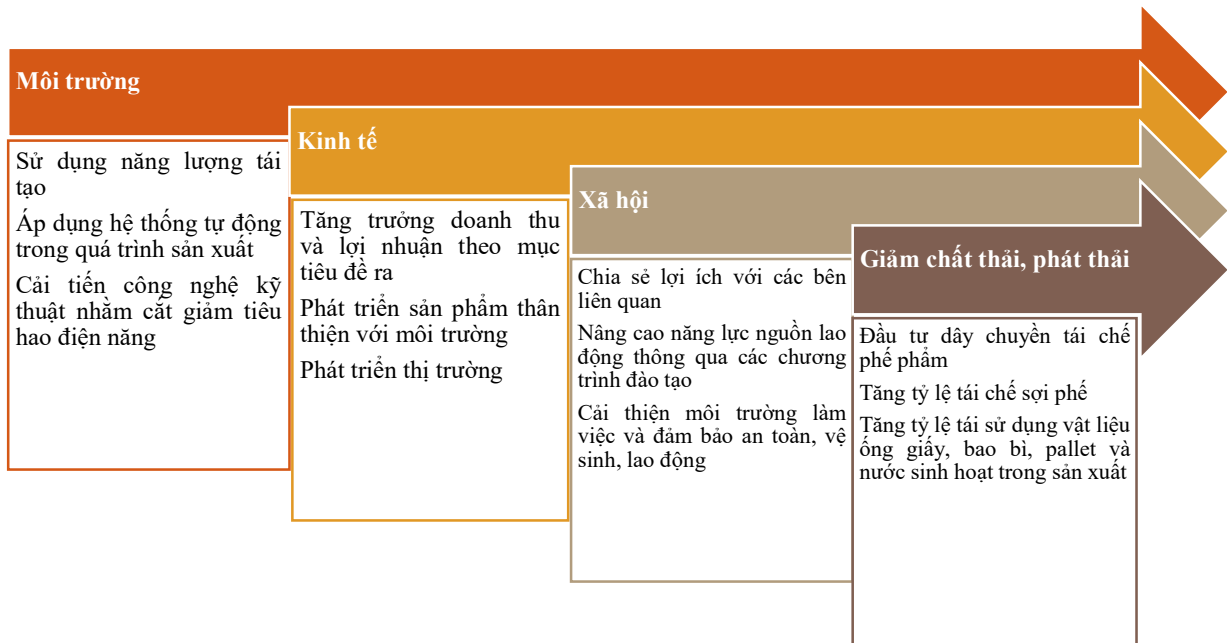 Môi trường
Sử dụng năng lượng tái
tạo
Áp dụng hệ thống tự động
trong quá trình sản xuất
Cải tiến công nghệ kỹ
thuật nhằm cắt giảm tiêu
hao điện năng
Kinh tế
Tăng trưởng doanh thu
và lợi nhuận theo mục
tiêu đề ra
Phát triển sản phẩm thân
thiện với môi trường
Phát triển thị trường
Xã hội
Chia sẻ lợi ích với các bên
liên quan
Nâng cao năng lực nguồn lao
động thông qua các chương
trình đào tạo
Cải thiện môi trường làm
việc và đảm bảo an toàn, vệ
sinh, lao động
Giảm chất thải, phát thải
Đầu tư dây chuyền tái chế
phế phẩm
Tăng tỷ lệ tái chế sợi phế
Tăng tỷ lệ tái sử dụng vật liệu
ống giấy, bao bì, pallet và
nước sinh hoạt trong sản xuất